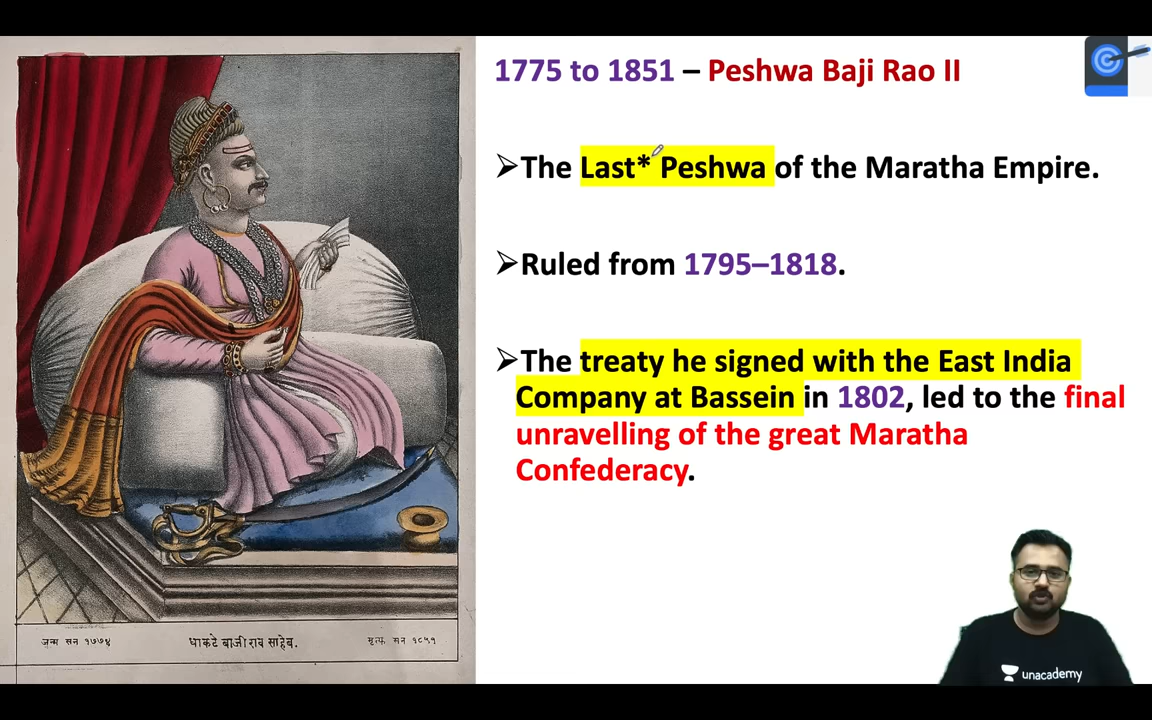 1775 to 1851 – Peshwa Baji Rao II
➢The Last* Peshwa of the Maratha Empire.
➢Ruled from 1795–1818.
➢The treaty he signed with the East India
Company at Bassein in 1802, led to the final
unravelling of the great Maratha
Confederacy.
जन्म सन १७७४
धाकटे बाजीराव साहेब.
मृत्यु सन १८५१
unacademy